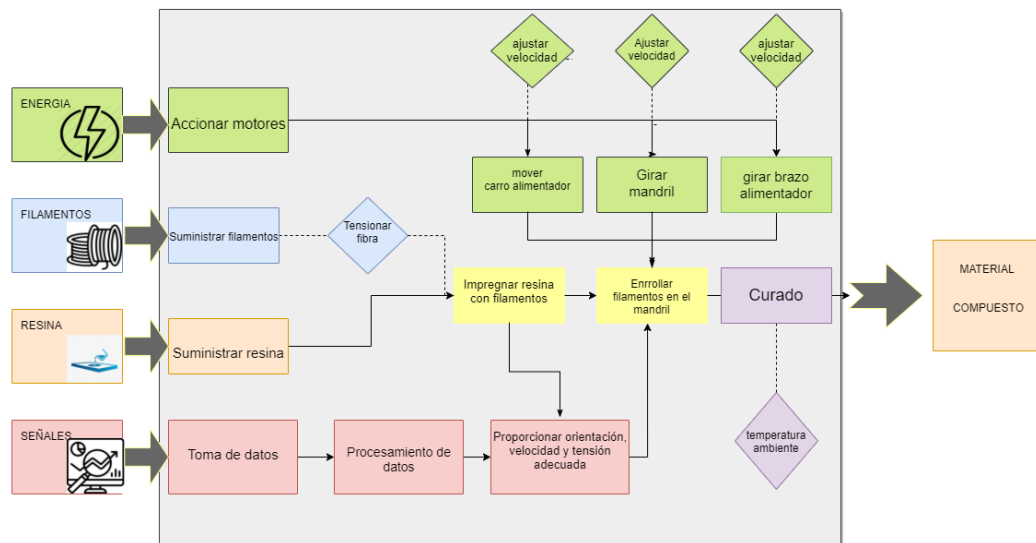 ajustar
velocidad
Ajustar
velocidad
ajustar
velocidad
ENERGIA
Accionar motores
mover
carro alimentador
Girar
mandril
girar brazo
alimentador
FILAMENTOS
Suministrar filamentos
Tensionar
fibra
Impregnar resina
con filamentos
Enrrollar
filamentos en el
mandril
Curado
MATERIAL
COMPUESTO
RESINA
Suministrar resina
SEÑALES
Toma de datos
Procesamiento de
datos
Proporcionar orientación,
velocidad y tensión
adecuada
temperatura
ambiente